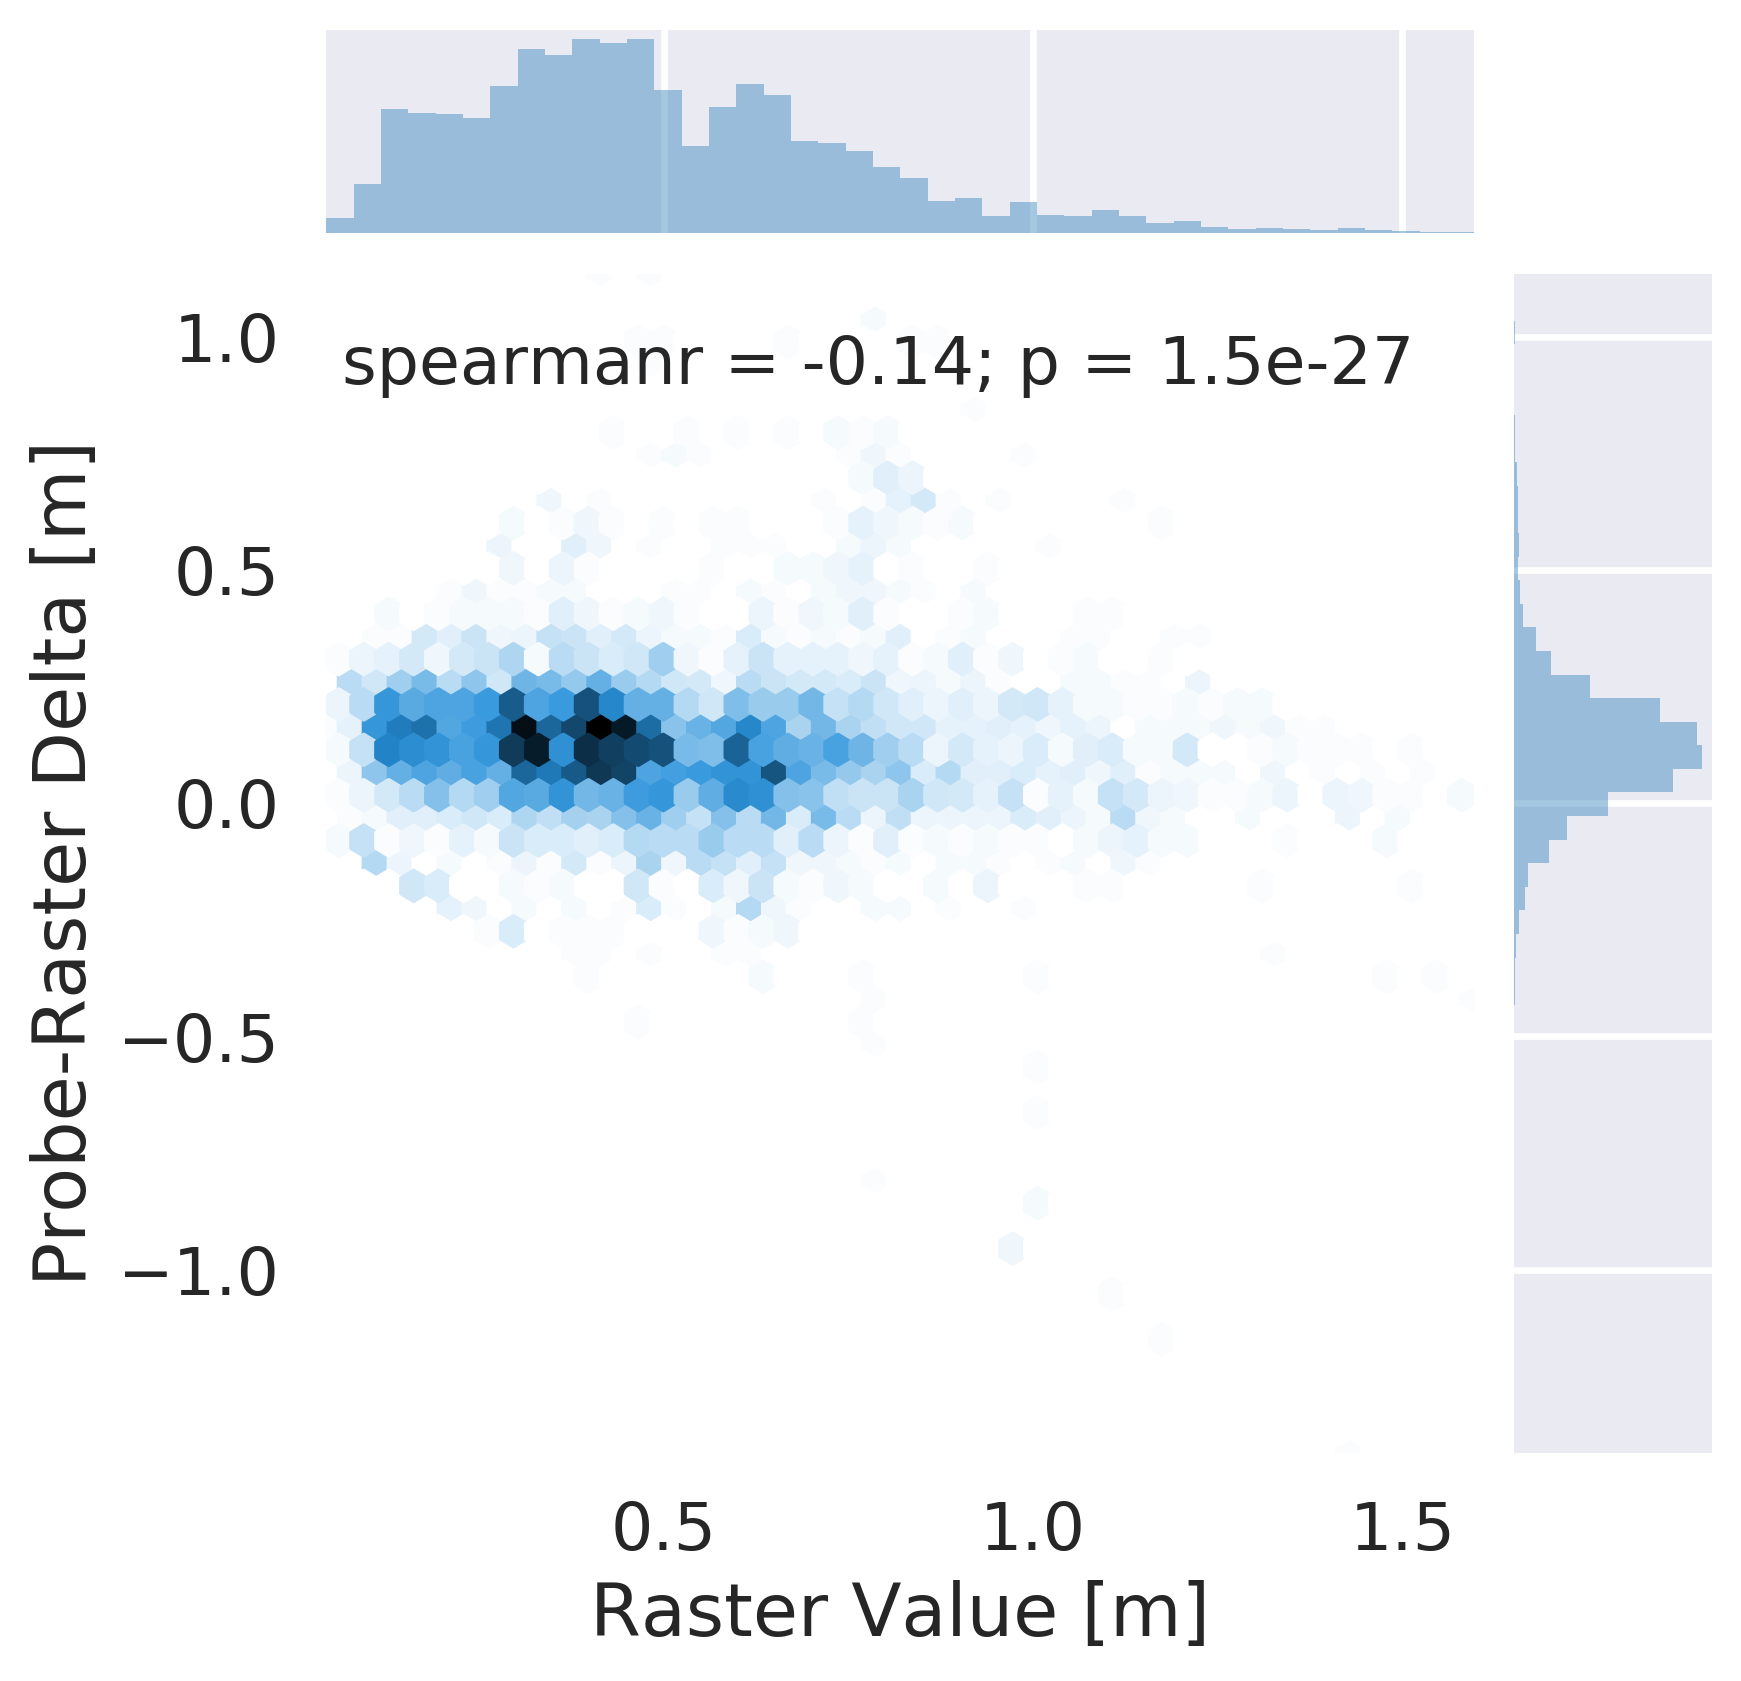 spearmanr = -0.14; p = 1.5e-27
Probe-Raster Delta [m]
1.0
0.5
0.0
−0.5
−1.0
0.5 1.0 1.5
Raster Value [m]